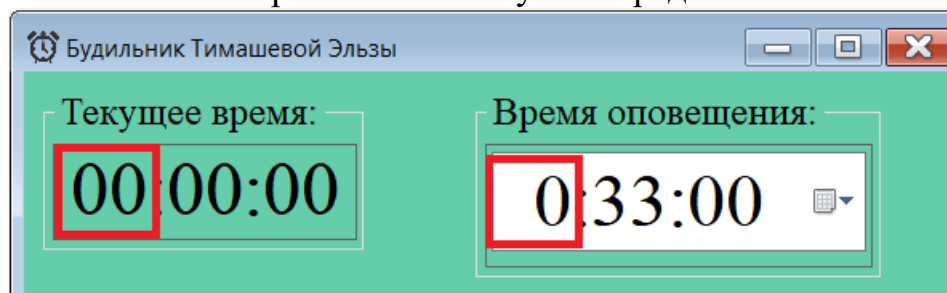 Будильник Тимашевой Эльзы
Текущее время:
00:00:00
Время оповещения:
0:33:00